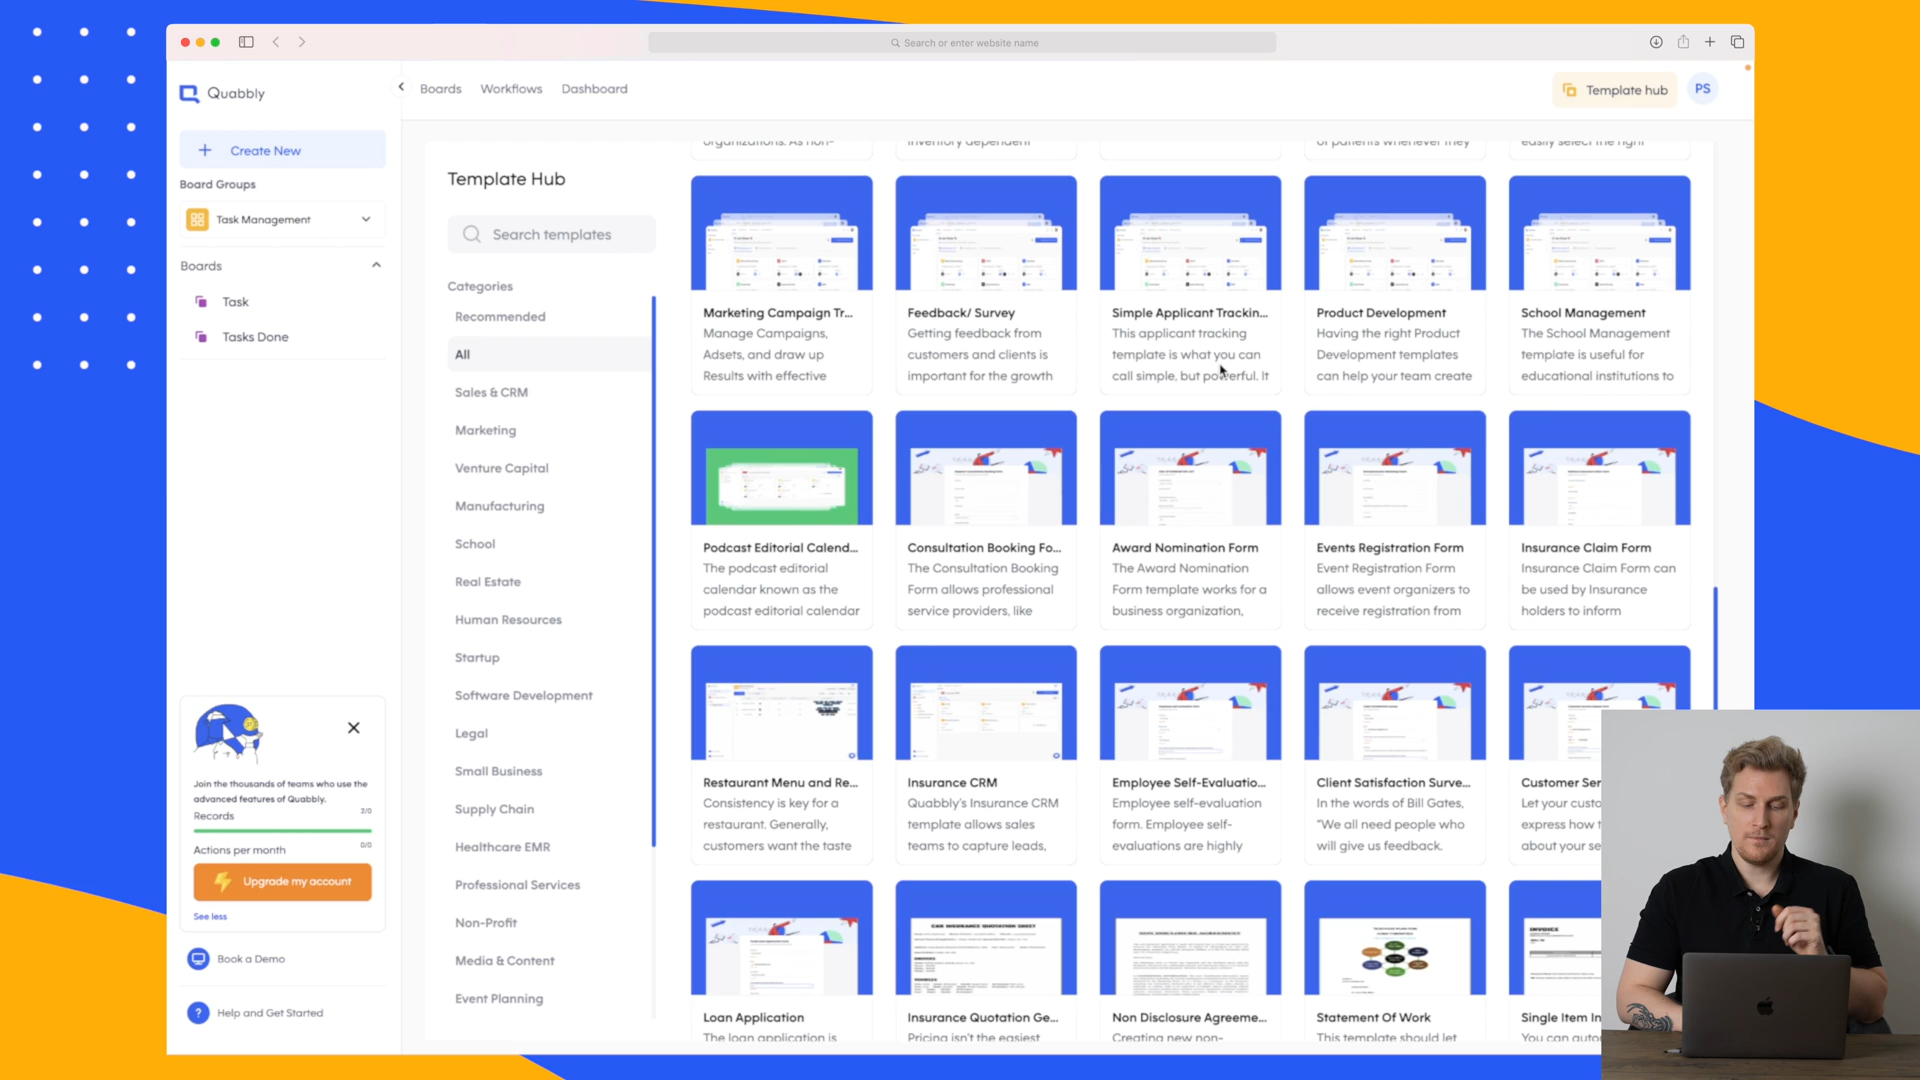 Search or enter website name
Quabbly
Boards
Workflows
Dashboard
Template hub
PS
Create New
Board Groups
Task Management
Boards
Task
Tasks Done
Join the thousands of teams who use the
advanced features of Quabbly.
Records
2/0
Actions per month
0/0
Upgrade my account
See less
Book a Demo
? Help and Get Started
Template Hub
Search templates
Categories
Recommended
All
Sales & CRM
Marketing
Venture Capital
Manufacturing
School
Real Estate
Human Resources
Startup
Software Development
Legal
Small Business
Supply Chain
Healthcare EMR
Professional Services
Non-Profit
Media & Content
Event Planning
organizations. As non-
inventory dependent
of patients whenever they
easily select the right
Marketing Campaign Tr...
Manage Campaigns,
Adsets, and draw up
Results with effective
Feedback/ Survey
Getting feedback from
customers and clients is
important for the growth
Simple Applicant Trackin...
This applicant tracking
template is what you can
call simple, but powerful. It
Product Development
Having the right Product
Development templates
can help your team create
School Management
The School Management
template is useful for
educational institutions to
Podcast Editorial Calend...
The podcast editorial
calendar known as the
podcast editorial calendar
Consultation Booking Fo...
The Consultation Booking
Form allows professional
service providers, like
Award Nomination Form
The Award Nomination
Form template works for a
business organization,
Events Registration Form
Event Registration Form
allows event organizers to
receive registration from
Insurance Claim Form
Insurance Claim Form can
be used by Insurance
holders to inform
Restaurant Menu and Re...
Consistency is key for a
restaurant. Generally,
customers want the taste
Insurance CRM
Quabbly's Insurance CRM
template allows sales
teams to capture leads,
Employee Self-Evaluatio...
Employee self-evaluation
form. Employee self-
evaluations are highly
Client Satisfaction Surve...
In the words of Bill Gates,
"We all need people who
will give us feedback.
Customer Ser
Let your custo
express how t
about your se
CAR INSURANCE QUOTATION SHEET
INVOICE
Loan Application
The loan application is
Insurance Quotation Ge...
Pricing isn't the easiest
Non Disclosure Agreeme...
Creating new non-
Statement Of Work
This template should let
Single Item In
You can auto